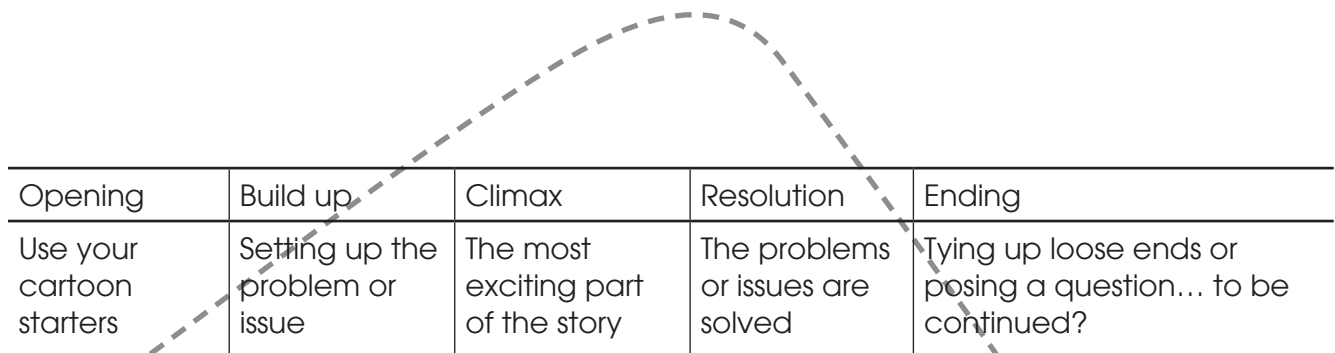 Opening
Build up
Climax
Resolution
Ending
Use your
cartoon
starters
Setting up the
problem or
issue
The most
exciting part
of the story
The problems
or issues are
solved
Tying up loose ends or
posing a question… to be
continued?